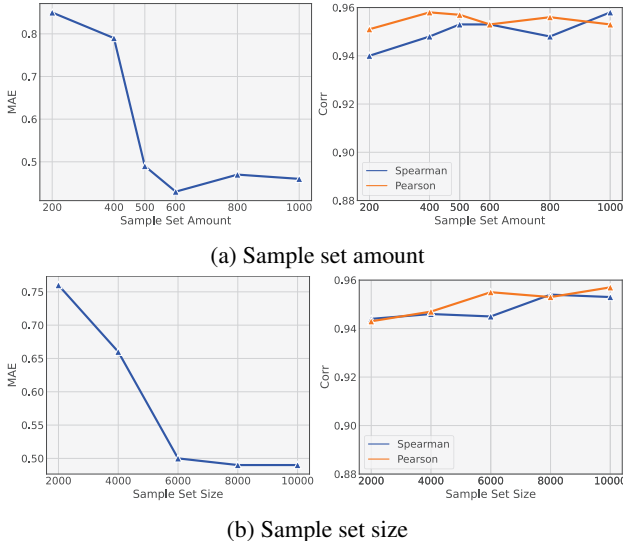 0.8
0.7
0.6
0.5
MAE
200 400 500 600 800 1000
Sample Set Amount
0.96
0.94
0.92
0.90
0.88
Corr
Spearman
Pearson
200 400 500 600 800 1000
Sample Set Amount
(a) Sample set amount
0.75
0.70
0.65
0.60
0.55
0.50
MAE
2000 4000 6000 8000 10000
Sample Set Size
0.96
0.94
0.92
0.90
0.88
Corr
Spearman
Pearson
2000 4000 6000 8000 10000
Sample Set Size
(b) Sample set size